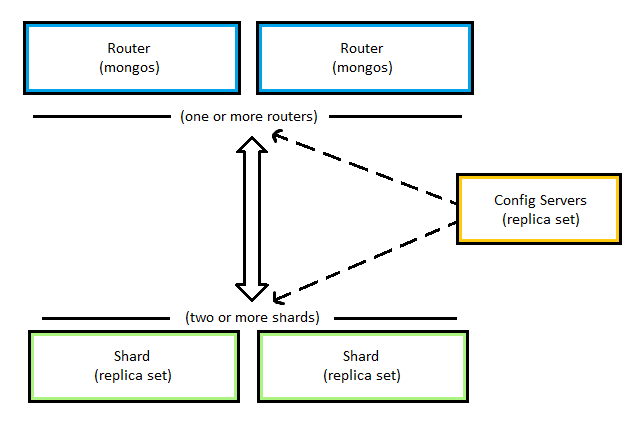 Router
(mongos)
Router
(mongos)
(one or more routers)
Config Servers
(replica set)
(two or more shards)
Shard
(replica set)
Shard
(replica set)